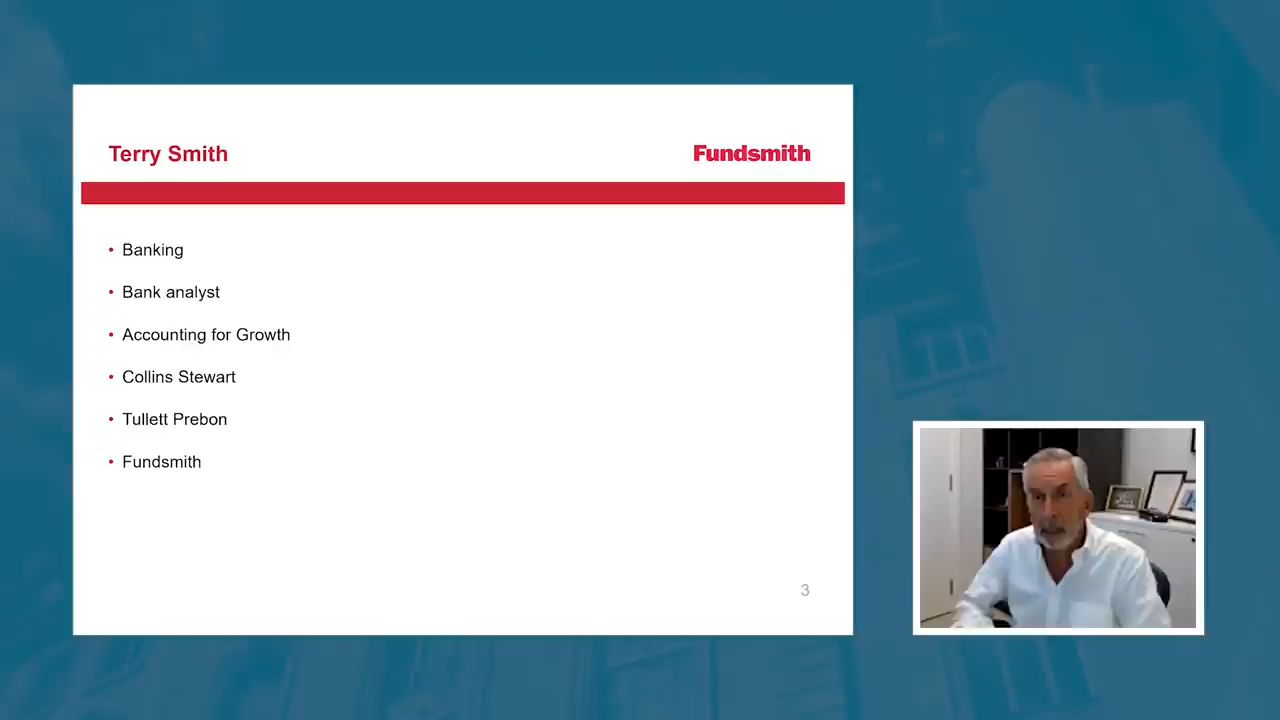 Terry Smith
Fundsmith
• Banking
• Bank analyst
• Accounting for Growth
• Collins Stewart
• Tullett Prebon
• Fundsmith
3